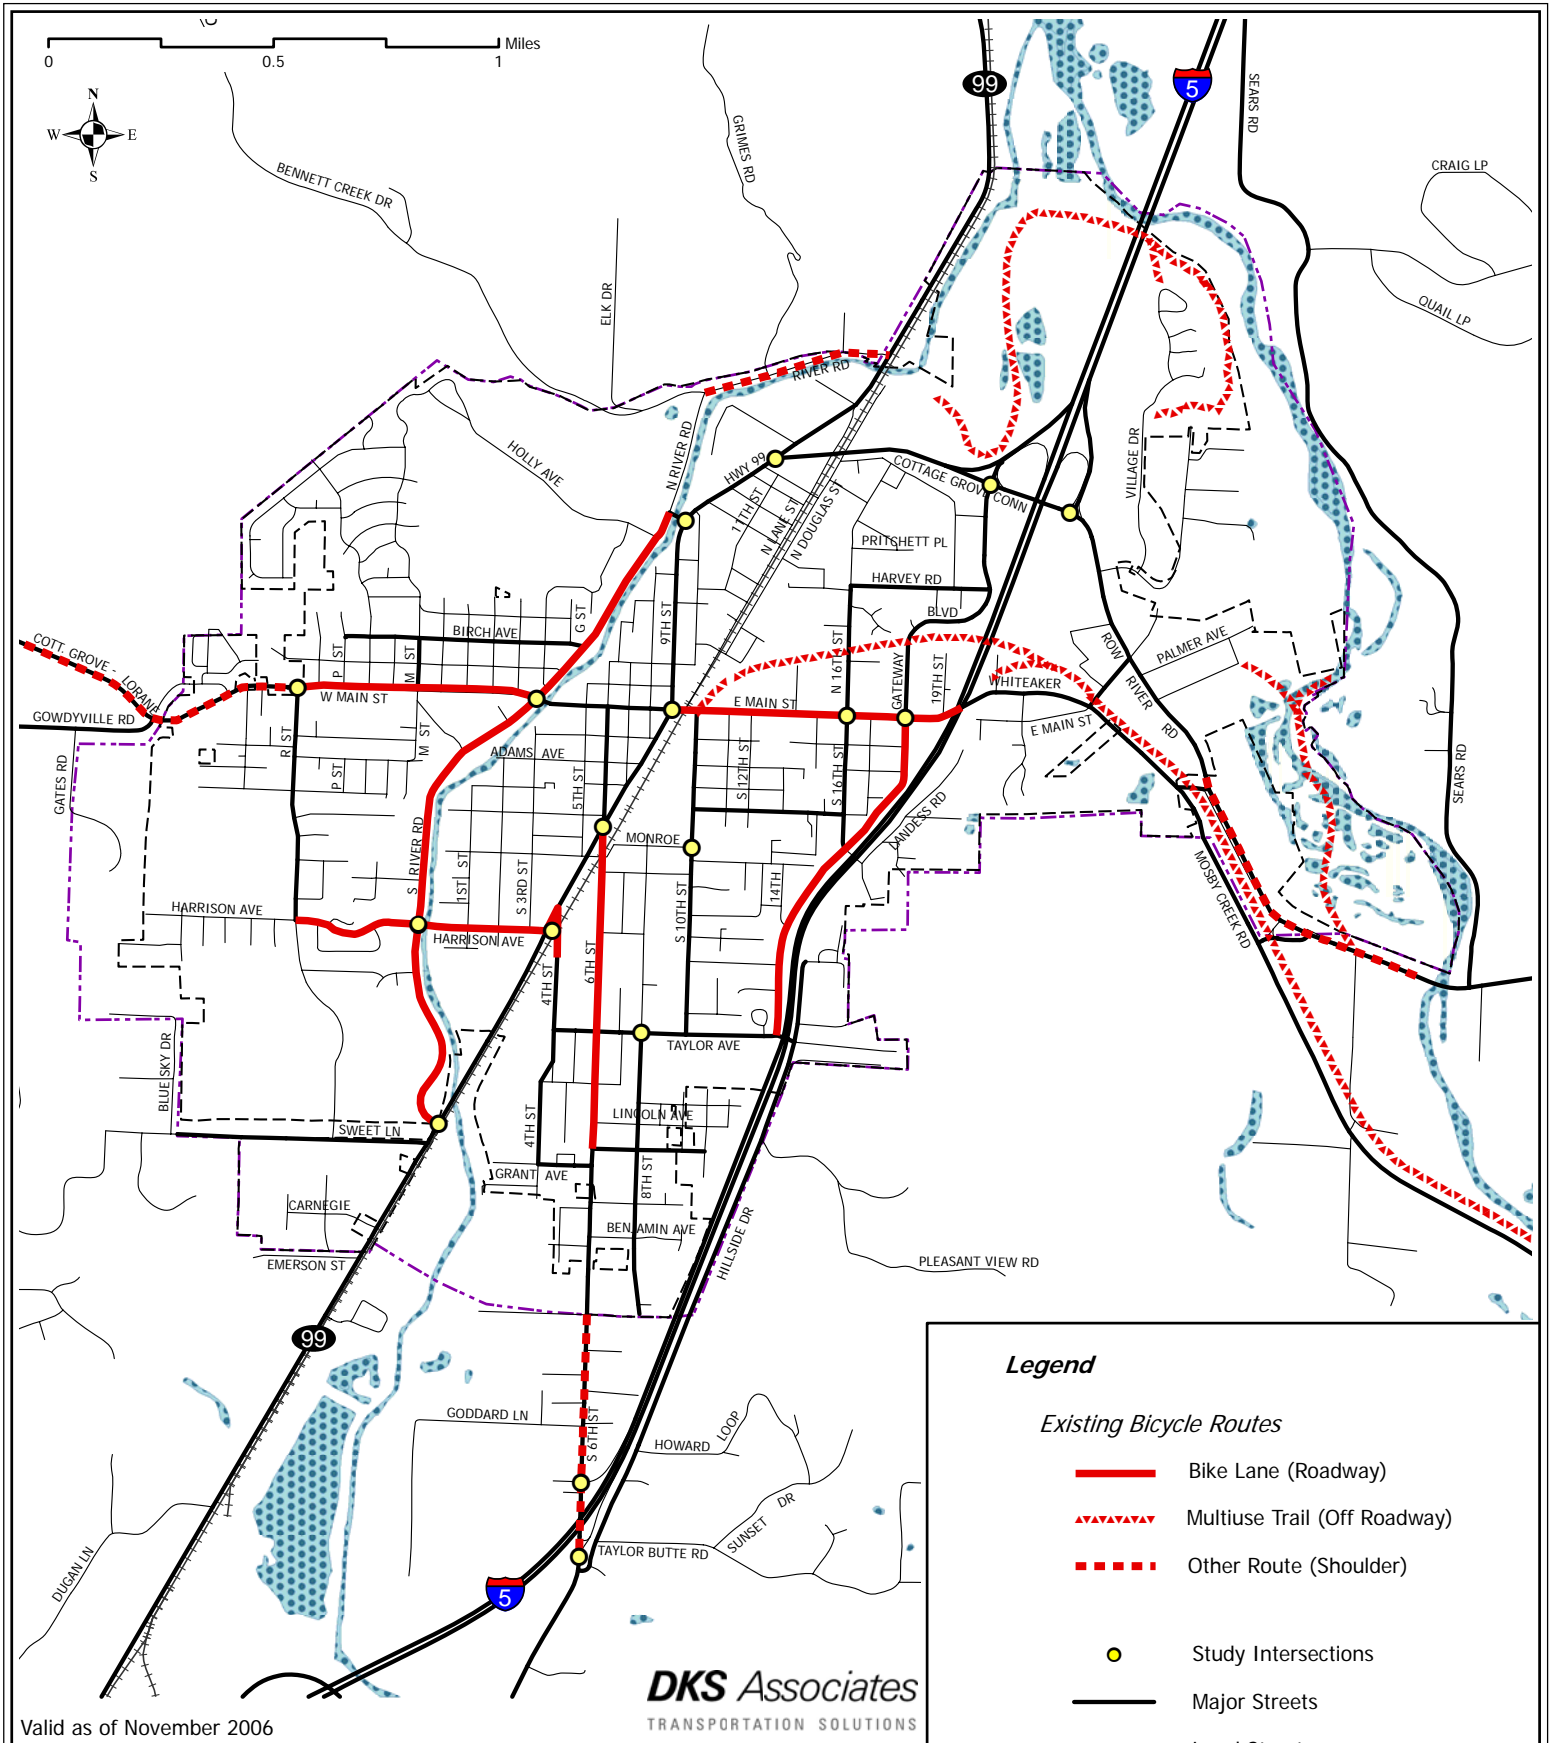 Miles
0
0.5
1
N
W
E
S
99
5
SEARS RD
CRAIG LP
QUAIL LP
GRIMES RD
BENNETT CREEK DR
ELK DR
RIVER RD
N RIVER RD
HOLLY AVE
HWY 99
11TH ST
N LANE ST
N DOUGLAS ST
COTTAGE GROVE CONN
VILLAGE DR
PRITCHETT PL
HARVEY RD
BLVD
G ST
BIRCH AVE
9TH ST
P ST
M ST
N 16TH ST
GATEWAY
19TH ST
ROW RIVER RD
PALMER AVE
WHITEAKER
COTT. GROVE - LORANE
GOWDYVILLE RD
W MAIN ST
E MAIN ST
E MAIN ST
GATES RD
R ST
P ST
M ST
ADAMS AVE
5TH ST
S 12TH ST
S 16TH ST
LANDESS RD
SEARS RD
S RIVER RD
1ST ST
S 3RD ST
MONROE
14TH
MOSBY CREEK RD
HARRISON AVE
HARRISON AVE
S 10TH ST
4TH ST
6TH ST
TAYLOR AVE
BLUE SKY DR
LINCOLN AVE
4TH ST
SWEET LN
GRANT AVE
8TH ST
CARNEGIE
BENJAMIN AVE
HILLSIDE DR
EMERSON ST
PLEASANT VIEW RD
99
GODDARD LN
S 6TH ST
HOWARD LOOP
SUNSET DR
TAYLOR BUTTE RD
DUGAN LN
5
DKS Associates
TRANSPORTATION SOLUTIONS
Valid as of November 2006
Legend
Existing Bicycle Routes
Bike Lane (Roadway)
Multiuse Trail (Off Roadway)
Other Route (Shoulder)
Study Intersections
Major Streets